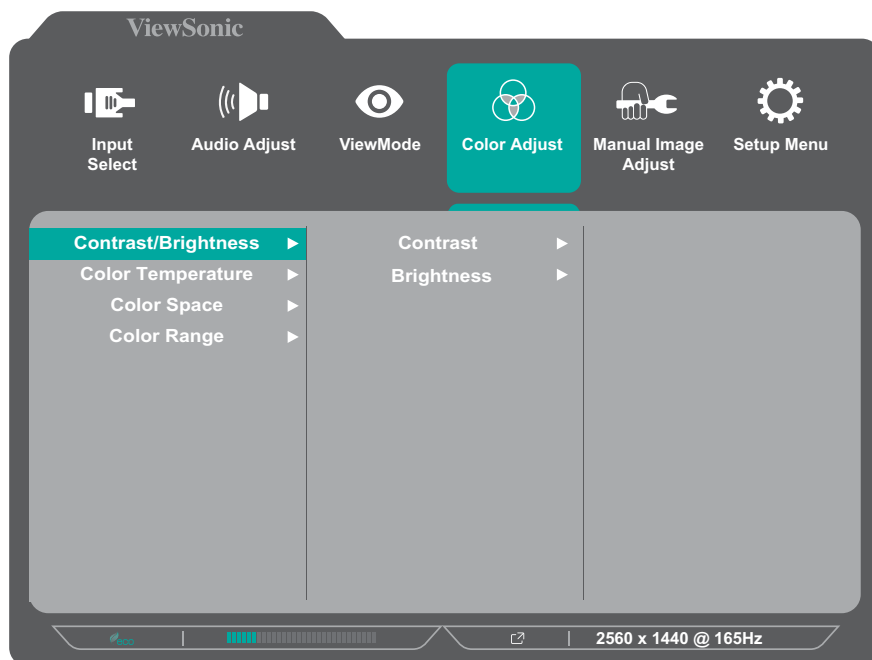 ViewSonic
Input
Select
Audio Adjust
ViewMode
Color Adjust
Manual Image
Adjust
Setup Menu
Contrast/Brightness
Contrast
Color Temperature
Brightness
Color Space
Color Range
eco
2560 x 1440 @ 165Hz